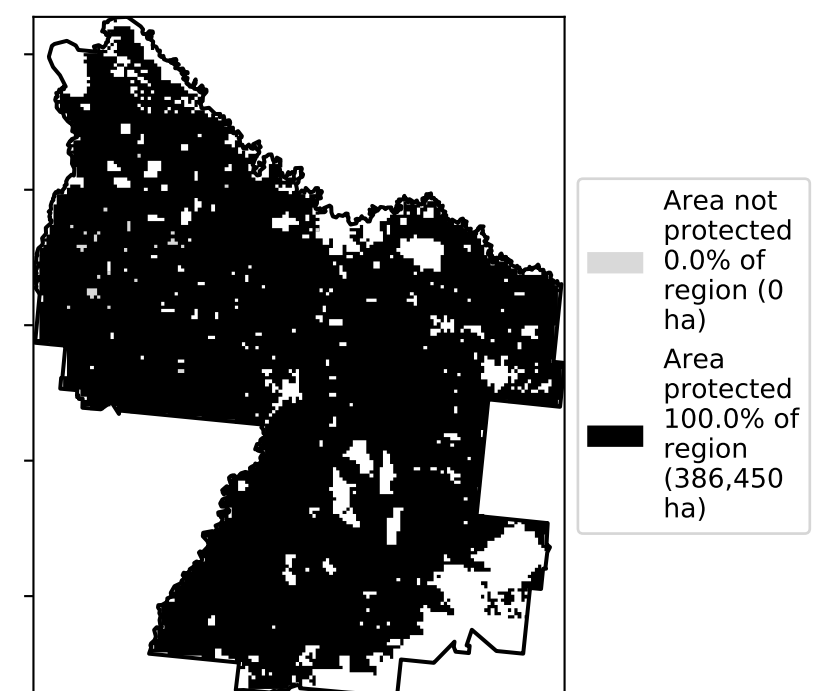 Area not
protected
0.0% of
region (0
ha)
Area
protected
100.0% of
region
(386,450
ha)